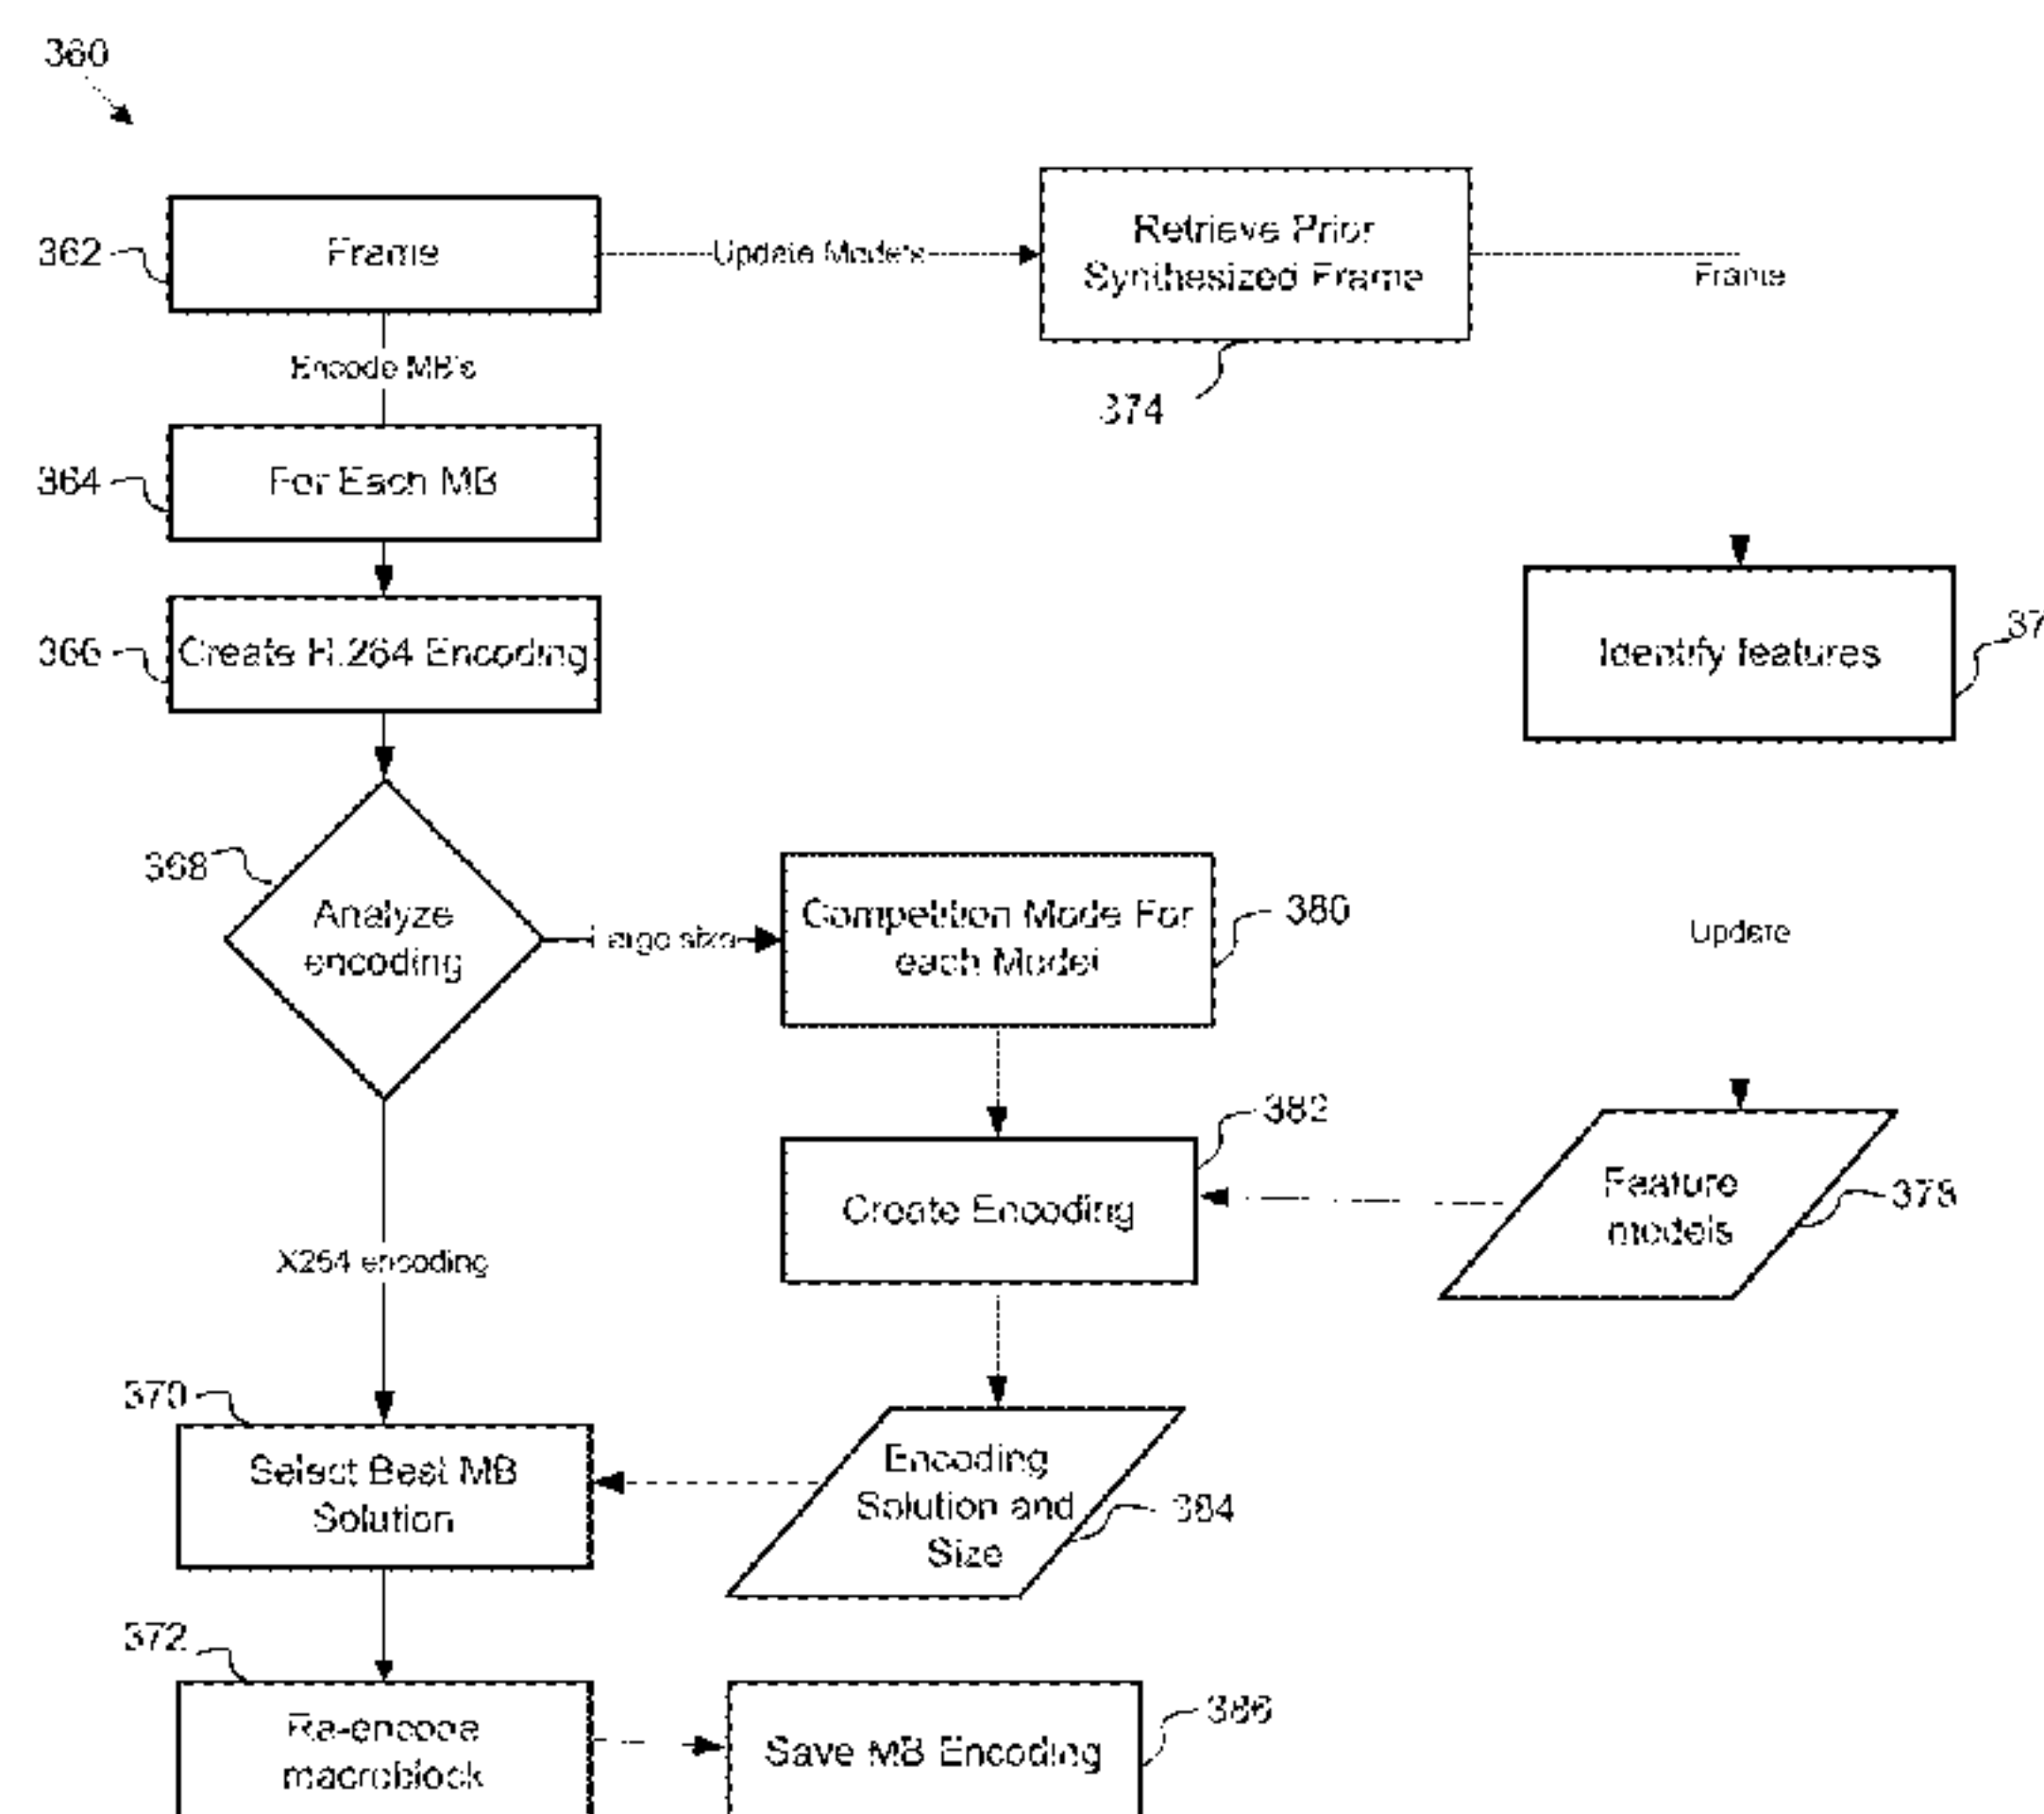 360
362
Frame
Update Models
Retrieve Prior
Synthesized Frame
Frame
374
Encode MB's
364
For Each MB
366
Create H.264 Encoding
Identify features
37
368
Analyze
encoding
Large size
Competition Mode For
each Model
380
Update
382
Create Encoding
Feature
models
378
X264 encoding
370
Select Best MB
Solution
Encoding
Solution and
Size
384
372
Re-encode
macroblock
Save MB Encoding
386